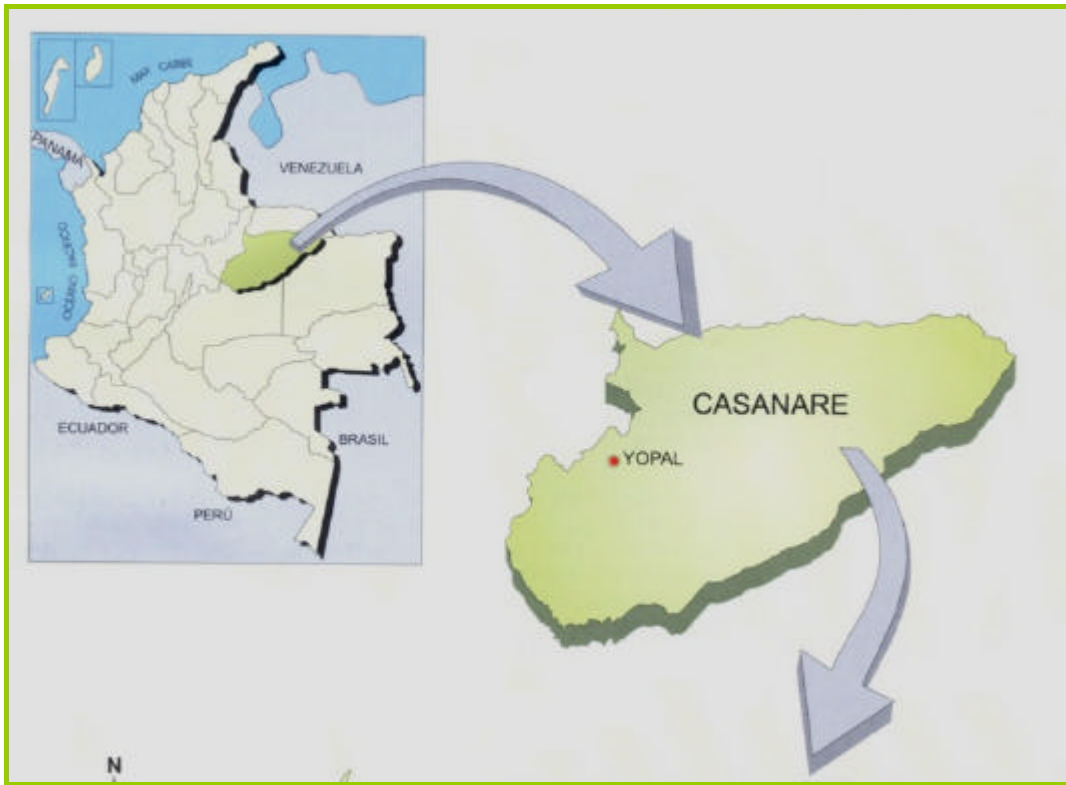 MAR CARIBE
PANAMÁ
VENEZUELA
OCÉANO PACÍFICO
ECUADOR
BRASIL
PERÚ
CASANARE
YOPAL
N